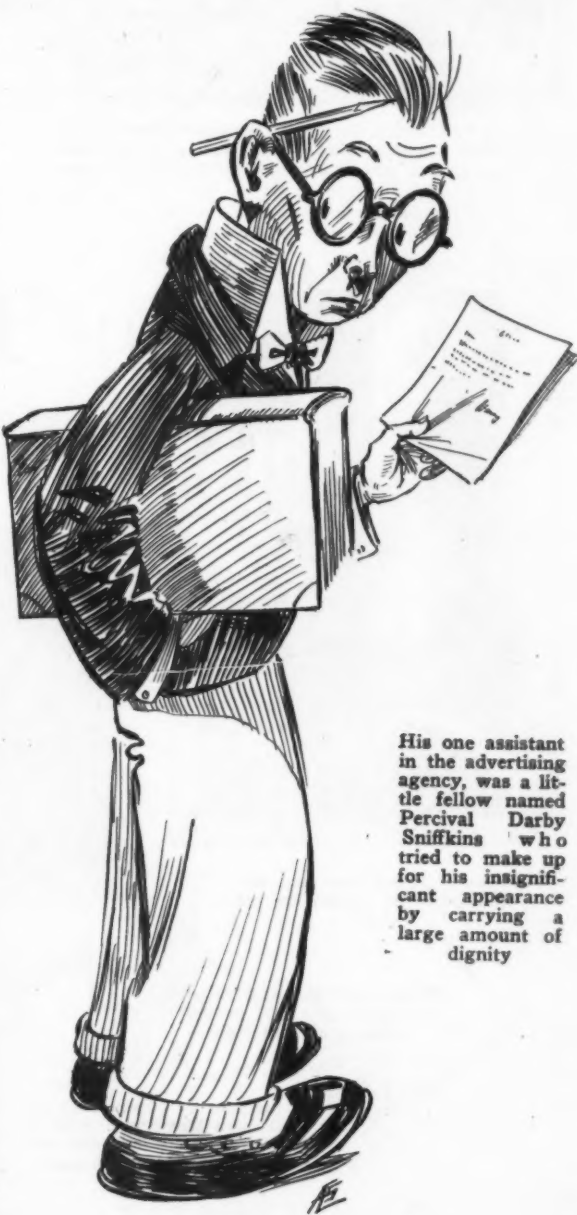 His one assistant
in the advertising
agency, was a lit-
tle fellow named
Percival Darby
Sniffkins who
tried to make up
for his insignifi-
cant appearance
by carrying a
large amount of
dignity